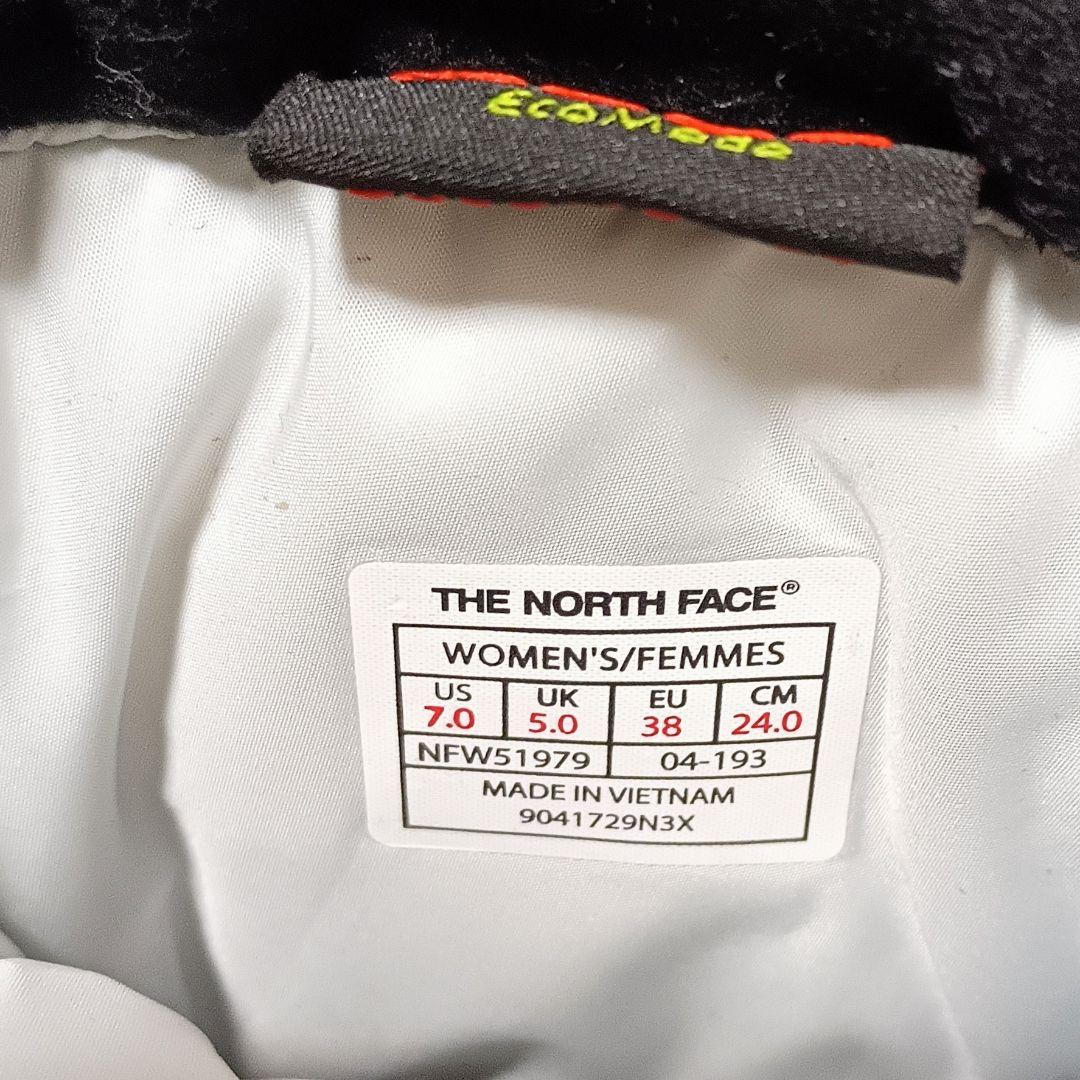 EcoMade
THE NORTH FACE®
WOMEN'S/FEMMES
US UK EU CM
7.0 5.0 38 24.0
NFW51979 04-193
MADE IN VIETNAM
9041729N3X